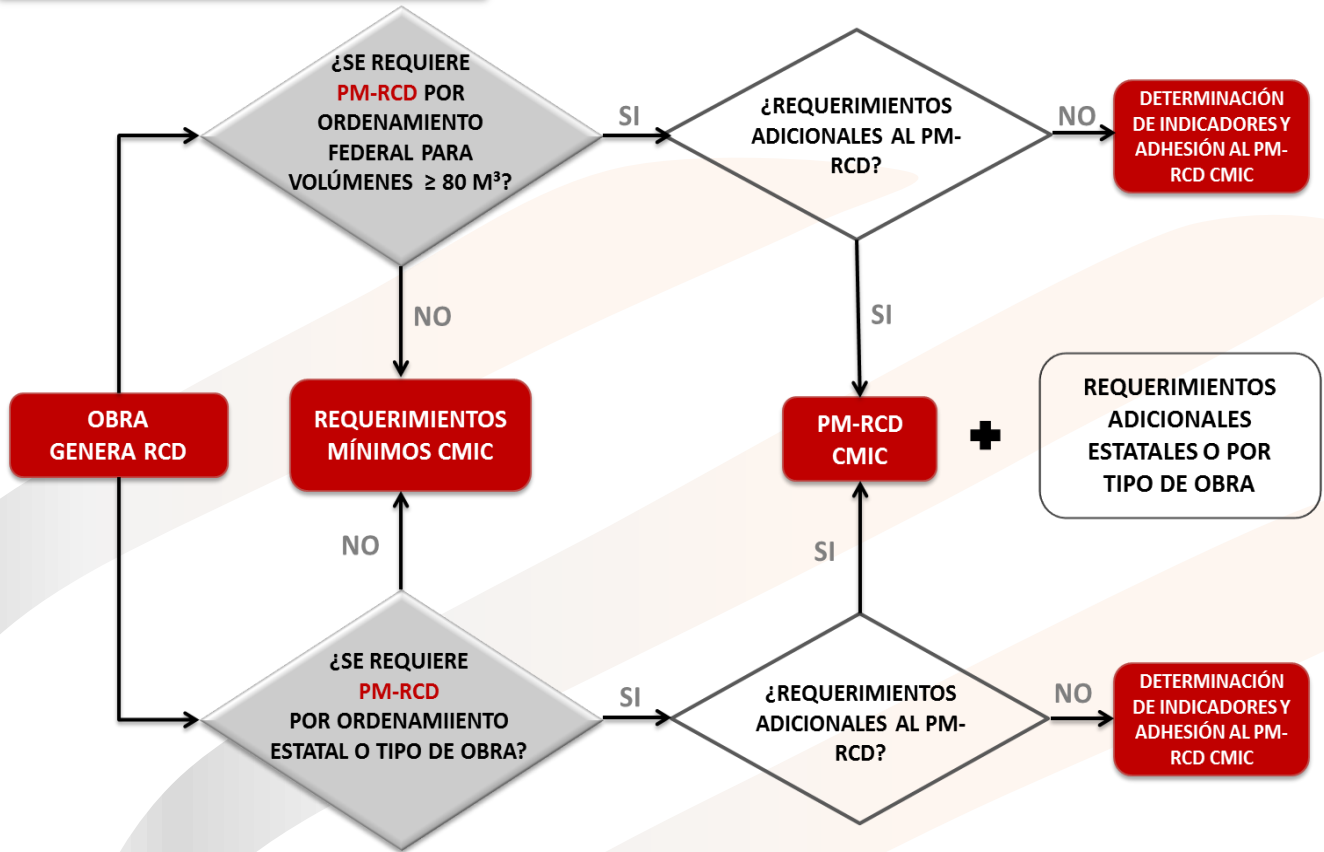 ¿SE REQUIERE
PM-RCD POR
ORDENAMIENTO
FEDERAL PARA
VOLÚMENES ≥ 80 M³?
SI
¿REQUERIMIENTOS
ADICIONALES AL PM-
RCD?
NO
DETERMINACIÓN
DE INDICADORES Y
ADHESIÓN AL PM-
RCD CMIC
NO
SI
OBRA
GENERA RCD
REQUERIMIENTOS
MÍNIMOS CMIC
PM-RCD
CMIC
REQUERIMIENTOS
ADICIONALES
ESTATALES O POR
TIPO DE OBRA
NO
SI
¿SE REQUIERE
PM-RCD
POR ORDENAMIIENTO
ESTATAL O TIPO DE OBRA?
SI
¿REQUERIMIENTOS
ADICIONALES AL PM-
RCD?
NO
DETERMINACIÓN
DE INDICADORES Y
ADHESIÓN AL PM-
RCD CMIC